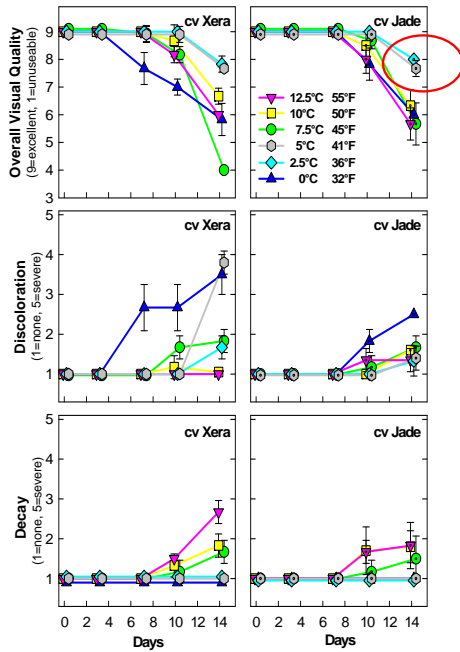 cv Xera
cv Jade
Overall Visual Quality
(9=excellent, 1=unuseable)
9
8
7
6
5
4
3
2
1
12.5°C 55°F
10°C 50°F
7.5°C 45°F
5°C 41°F
2.5°C 36°F
0°C 32°F
cv Xera
cv Jade
Discoloration
(1=none, 5=severe)
5
4
3
2
1
cv Xera
cv Jade
Decay
(1=none, 5=severe)
5
4
3
2
1
0 2 4 6 8 10 12 14
0 2 4 6 8 10 12 14
Days
Days